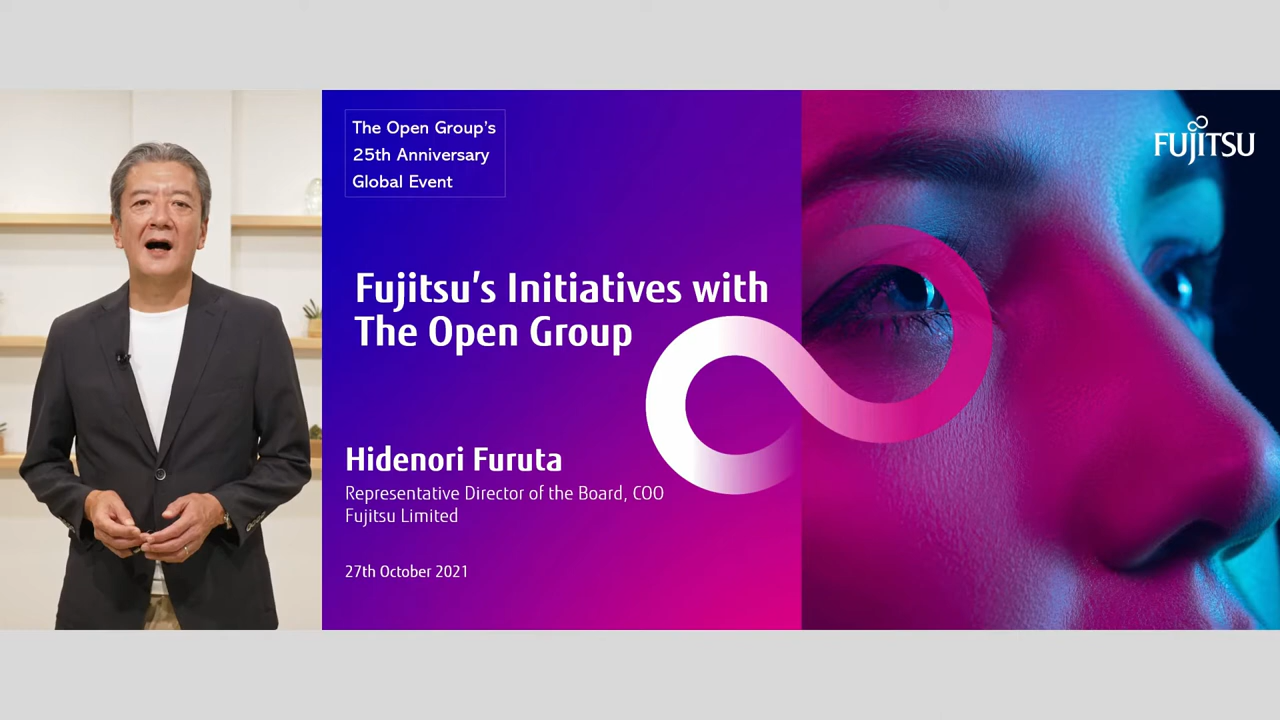 The Open Group's
25th Anniversary
Global Event
FUJITSU
Fujitsu's Initiatives with
The Open Group
Hidenori Furuta
Representative Director of the Board, COO
Fujitsu Limited
27th October 2021